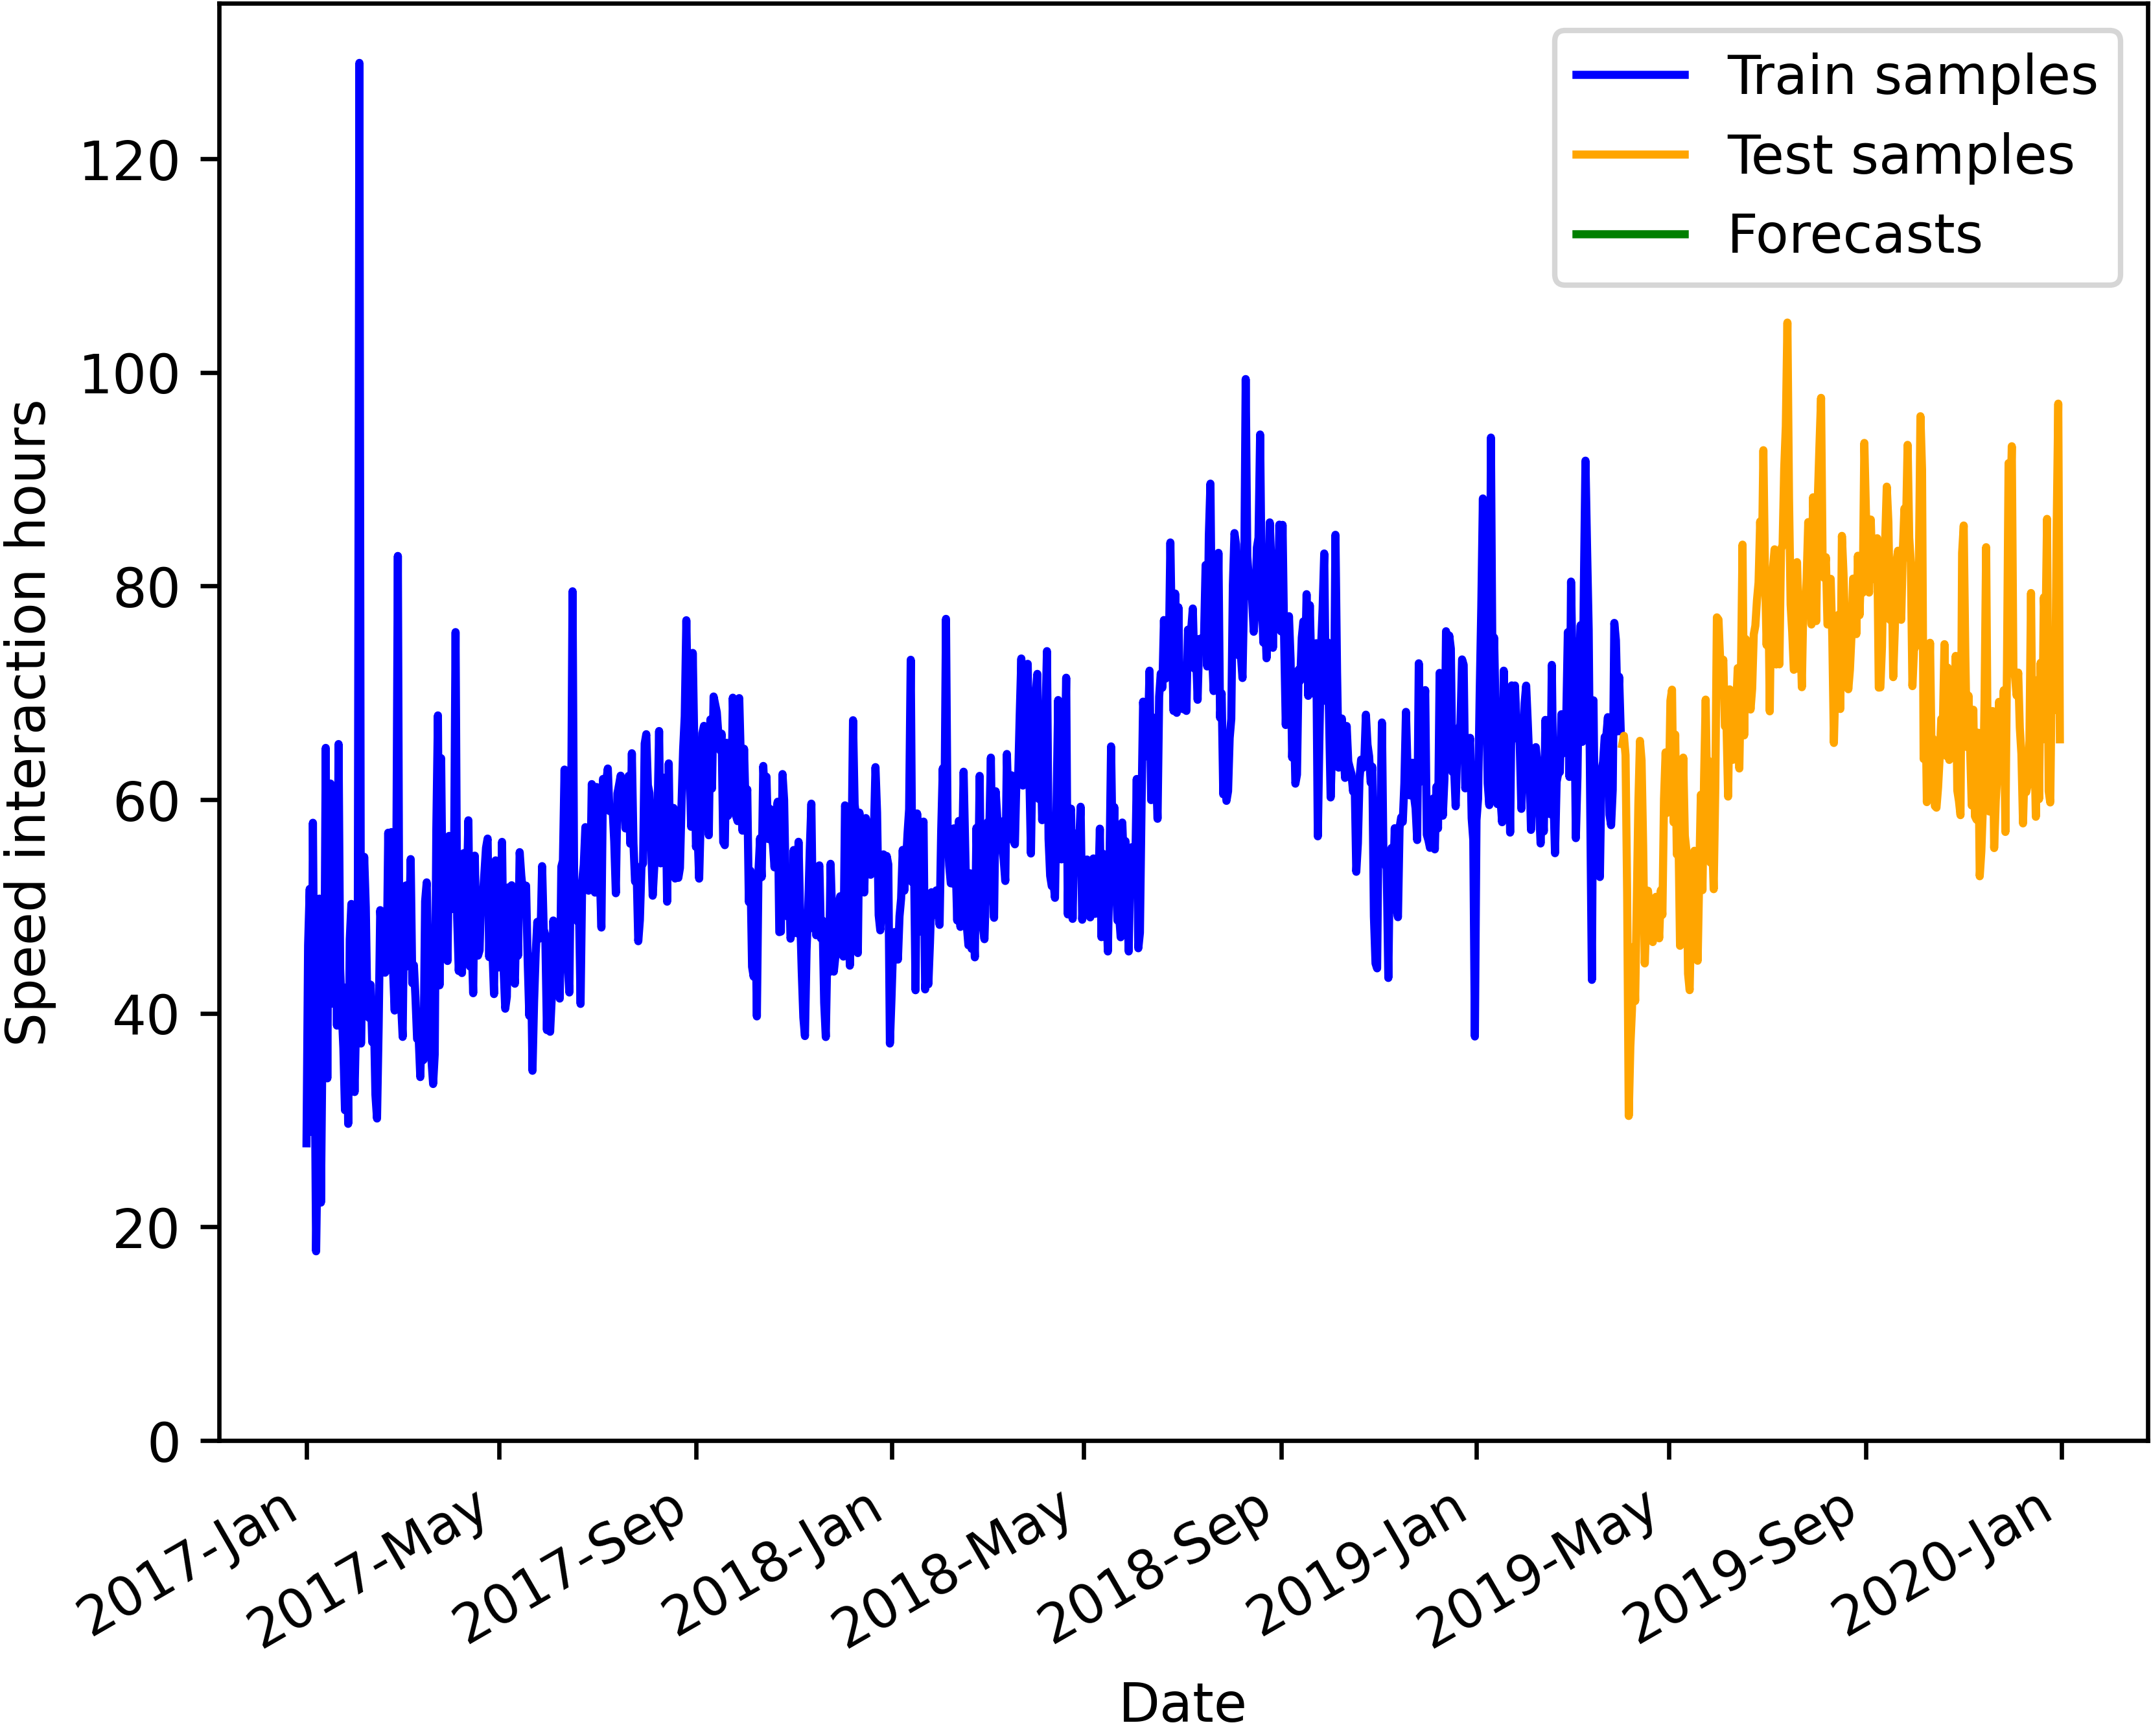 Train samples
Test samples
Forecasts
120
100
80
60
40
20
0
Speed interaction hours
2017-Jan
2017-May
2017-Sep
2018-Jan
2018-May
2018-Sep
2019-Jan
2019-May
2019-Sep
2020-Jan
Date